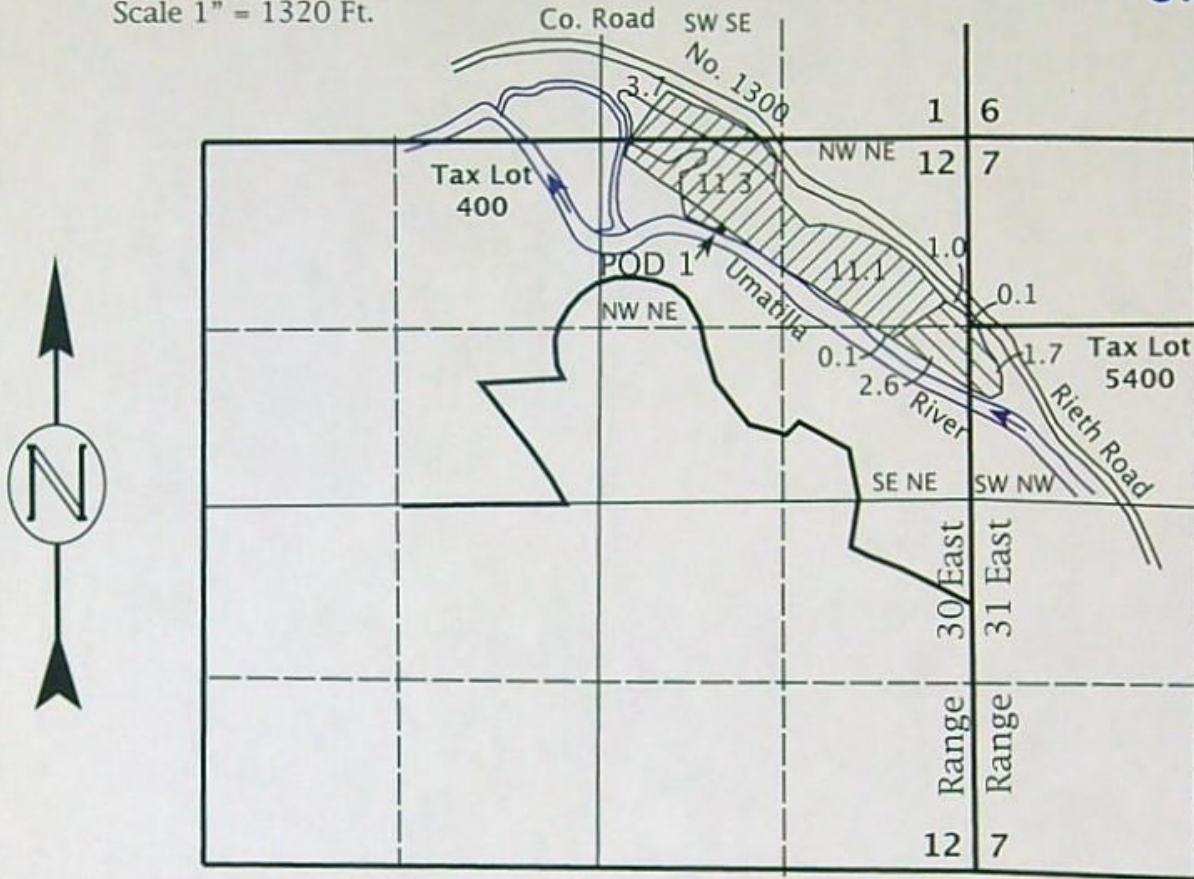 Scale 1" = 1320 Ft.
Co. Road SW SE
No. 1300
3.1
1 6
NW NE
12 7
Tax Lot
400
11.3
POD 1
Umatilla
11.1
1.0
0.1
NW NE
0.1
1.7
Tax Lot
5400
2.6
River
Rieth Road
N
SE NE
SW NW
Range 30 East
Range 31 East
12 7